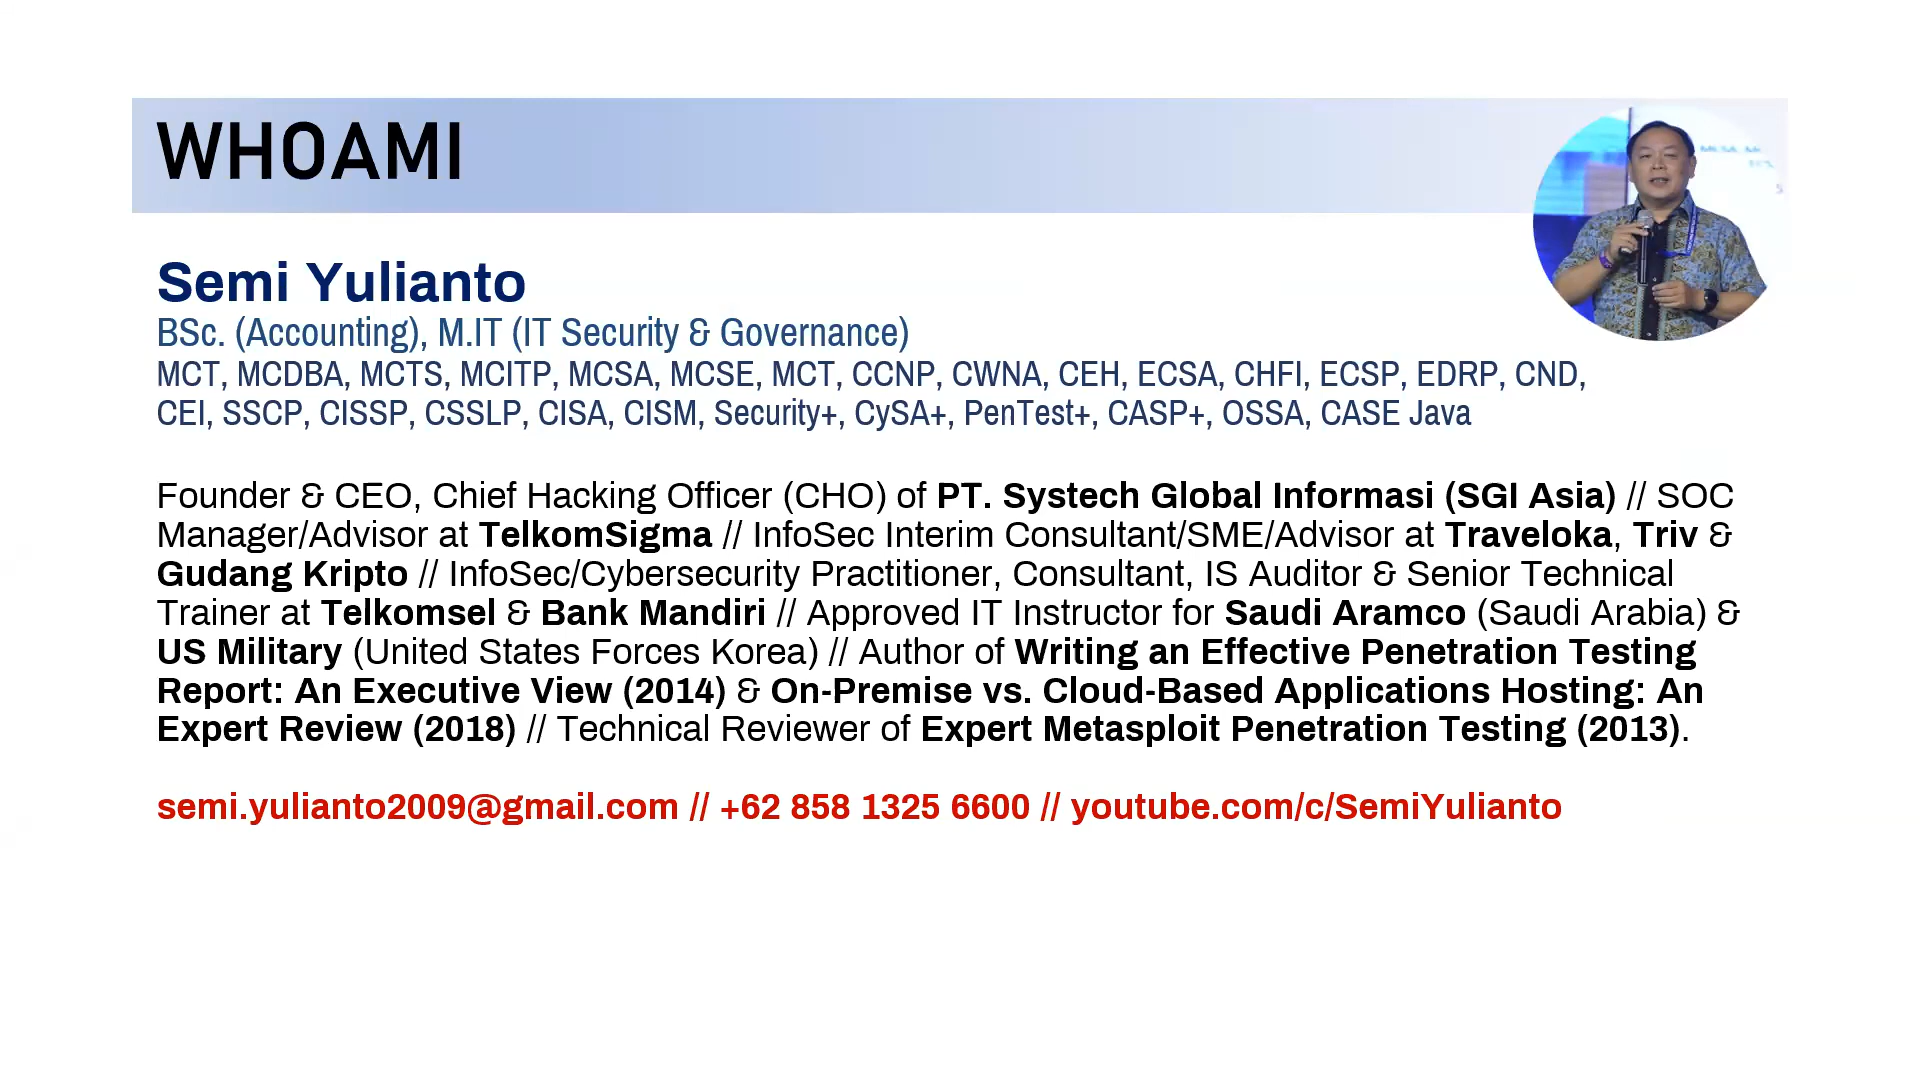 WHOAMI
Semi Yulianto
BSc. (Accounting), M.IT (IT Security & Governance)
MCT, MCDBA, MCTS, MCITP, MCSA, MCSE, MCT, CCNP, CWNA, CEH, ECSA, CHFI, ECSP, EDRP, CND,
CEI, SSCP, CISSP, CSSLP, CISA, CISM, Security+, CySA+, PenTest+, CASP+, OSSA, CASE Java
Founder & CEO, Chief Hacking Officer (CHO) of PT. Systech Global Informasi (SGI Asia) // SOC
Manager/Advisor at TelkomSigma // InfoSec Interim Consultant/SME/Advisor at Traveloka, Triv &
Gudang Kripto // InfoSec/Cybersecurity Practitioner, Consultant, IS Auditor & Senior Technical
Trainer at Telkomsel & Bank Mandiri // Approved IT Instructor for Saudi Aramco (Saudi Arabia) &
US Military (United States Forces Korea) // Author of Writing an Effective Penetration Testing
Report: An Executive View (2014) & On-Premise vs. Cloud-Based Applications Hosting: An
Expert Review (2018) // Technical Reviewer of Expert Metasploit Penetration Testing (2013).
semi.yulianto2009@gmail.com // +62 858 1325 6600 // youtube.com/c/SemiYulianto